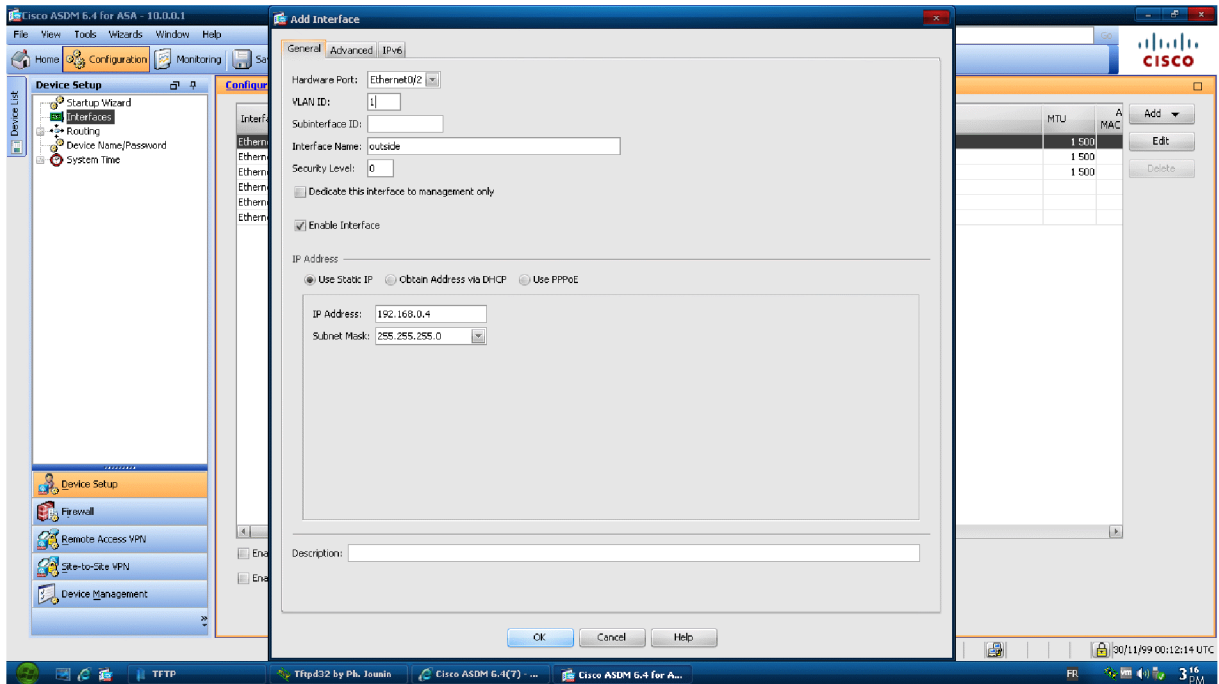 Cisco ASDM 6.4 for ASA - 10.0.0.1
File View Tools Wizards Window Help
Go
Home Configuration Monitoring
CISCO
Device List
Device Setup
Startup Wizard
Interfaces
Routing
Device Name/Password
System Time
Device Setup
Firewall
Remote Access VPN
Site-to-Site VPN
Device Management
Add Interface
General Advanced IPv6
Hardware Port: Ethernet0/2
VLAN ID: 1
Subinterface ID:
Interface Name: outside
Security Level: 0
Dedicate this interface to management only
Enable Interface
IP Address
Use Static IP Obtain Address via DHCP Use PPPoE
IP Address: 192.168.0.4
Subnet Mask: 255.255.255.0
Description:
OK Cancel Help
MTU A MAC
1 500
1 500
1 500
Add
Edit
Delete
30/11/99 00:12:14 UTC
TFTP Tftpd32 by Ph. Jounin Cisco ASDM 6.4(7) - ... Cisco ASDM 6.4 for A... FR 3 16 PM